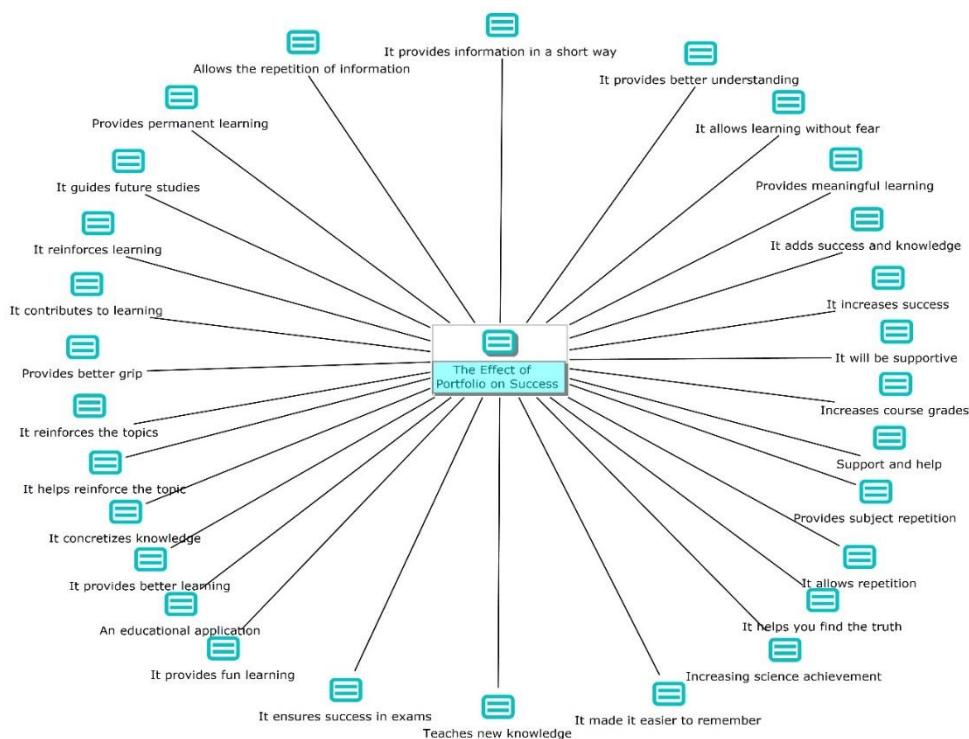 It provides information in a short way
Allows the repetition of information
It provides better understanding
Provides permanent learning
It allows learning without fear
It guides future studies
Provides meaningful learning
It reinforces learning
It adds success and knowledge
It contributes to learning
It increases success
It will be supportive
Provides better grip
The Effect of
Portfolio on Success
Increases course grades
It reinforces the topics
Support and help
It helps reinforce the topic
Provides subject repetition
It concretizes knowledge
It provides better learning
It allows repetition
An educational application
It helps you find the truth
It provides fun learning
Increasing science achievement
It ensures success in exams
It made it easier to remember
Teaches new knowledge